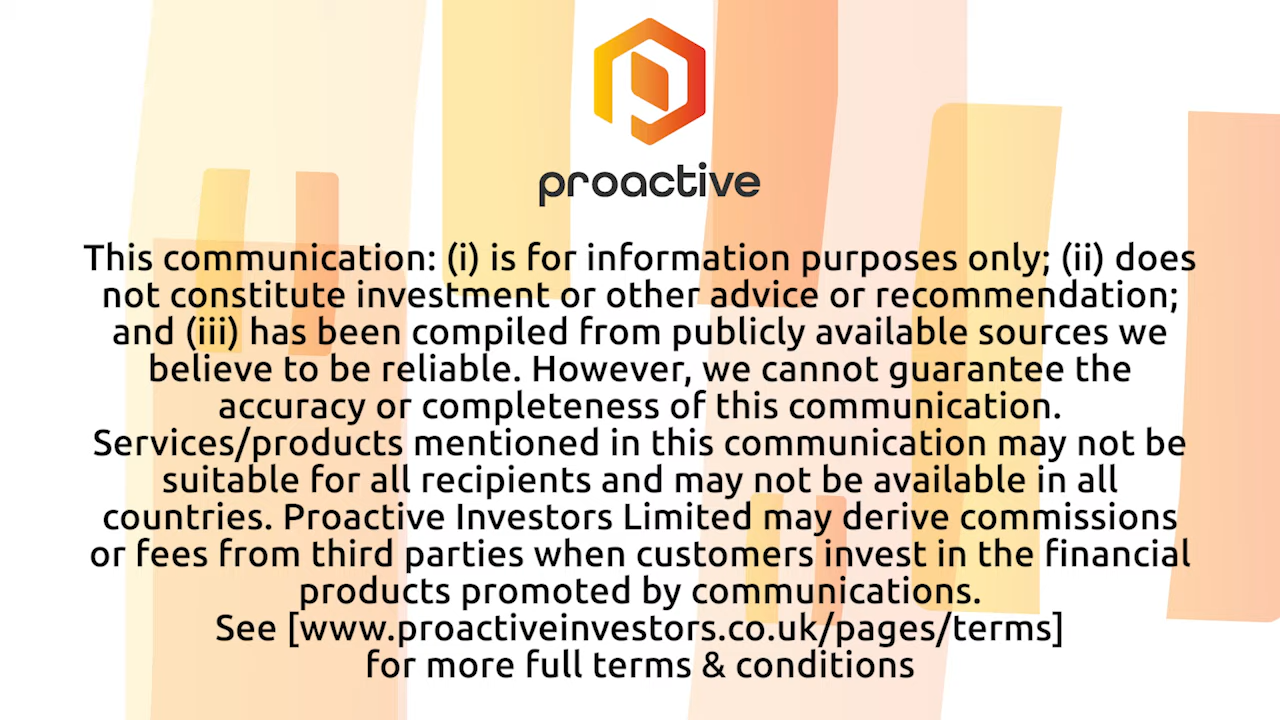 proactive
This communication: (i) is for information purposes only; (ii) does
not constitute investment or other advice or recommendation;
and (iii) has been compiled from publicly available sources we
believe to be reliable. However, we cannot guarantee the
accuracy or completeness of this communication.
Services/products mentioned in this communication may not be
suitable for all recipients and may not be available in all
countries. Proactive Investors Limited may derive commissions
or fees from third parties when customers invest in the financial
products promoted by communications.
See [www.proactiveinvestors.co.uk/pages/terms]
for more full terms & conditions